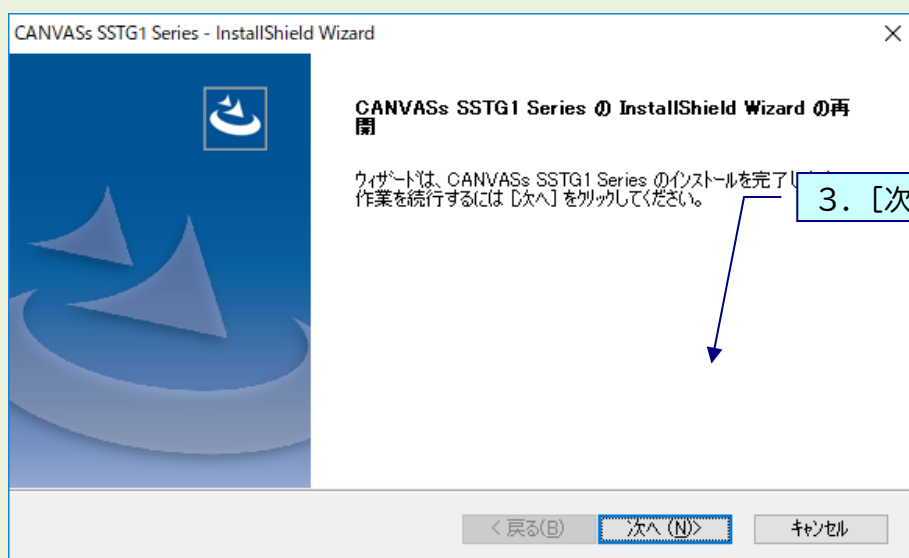 CANVASs SSTG1 Series - InstallShield Wizard
CANVASs SSTG1 Series の InstallShield Wizard の再
開
ウィザードは、CANVASs SSTG1 Series のインストールを完了し
作業を続行するには [次へ] をクリックしてください。
３．［次
< 戻る(B)
次へ (N)>
キャンセル